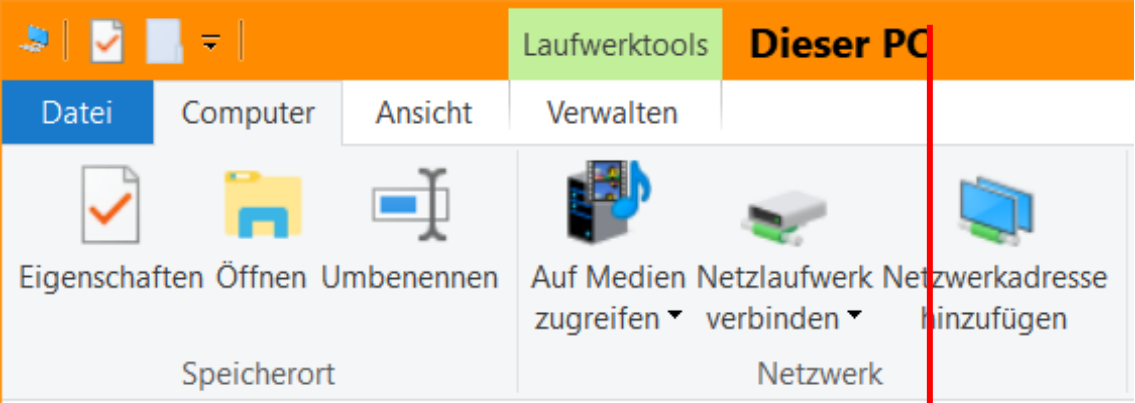 Laufwerktools Dieser PC
Datei Computer Ansicht Verwalten
Eigenschaften Öffnen Umbenennen Auf Medien zugreifen Netzlaufwerk verbinden Netzwerkadresse hinzufügen
Speicherort Netzwerk